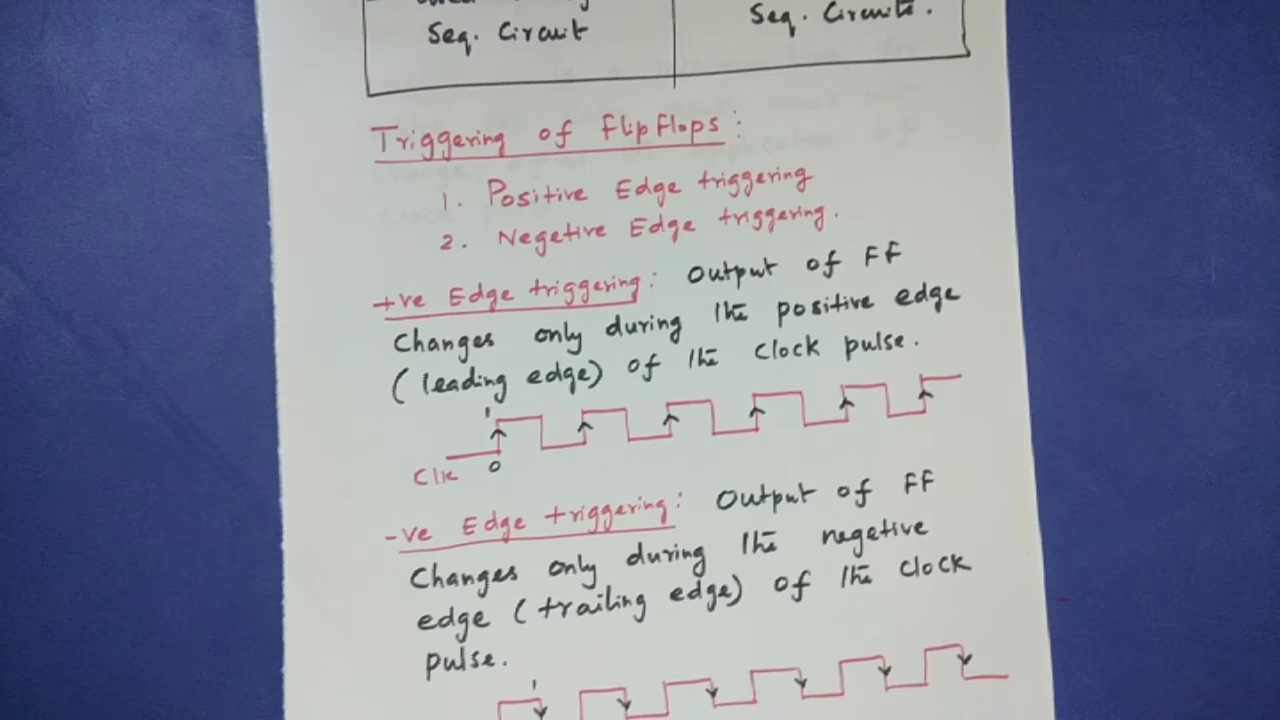 Seq. Circuit
Seq. Circuits.
Triggering of FlipFlops:
1. Positive Edge triggering
2. Negetive Edge triggering.
+ve Edge triggering: Output of FF
Changes only during the positive edge
(leading edge) of the Clock pulse.
1
Clk 0
-ve Edge triggering: Output of FF
Changes only during the negative
edge (trailing edge) of the Clock
pulse.
1